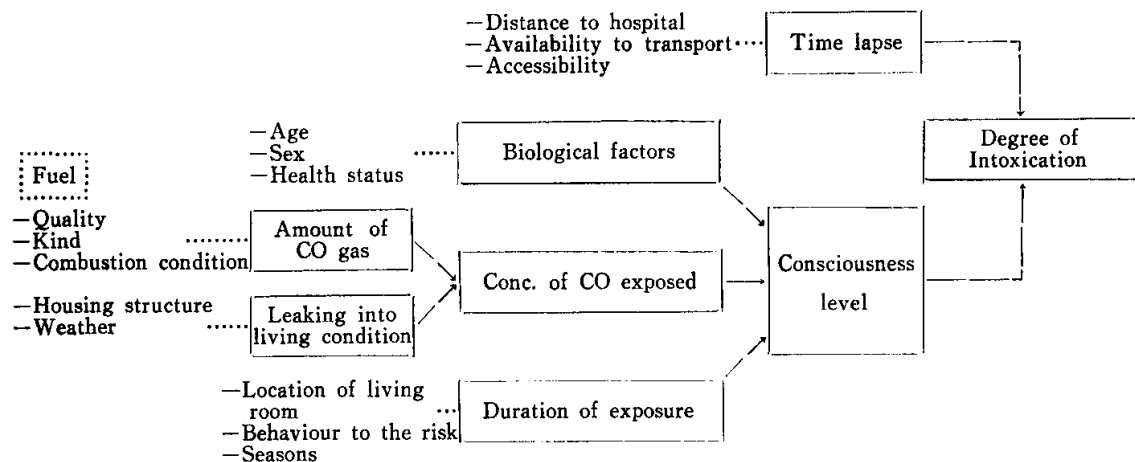 —Distance to hospital
—Availability to transport
—Accessibility
Time lapse
—Age
—Sex
—Health status
Biological factors
Degree of
Intoxication
Fuel
—Quality
—Kind
—Combustion condition
Amount of
CO gas
Conc. of CO exposed
Consciousness
level
—Housing structure
—Weather
Leaking into
living condition
—Location of living
room
—Behaviour to the risk
—Seasons
Duration of exposure